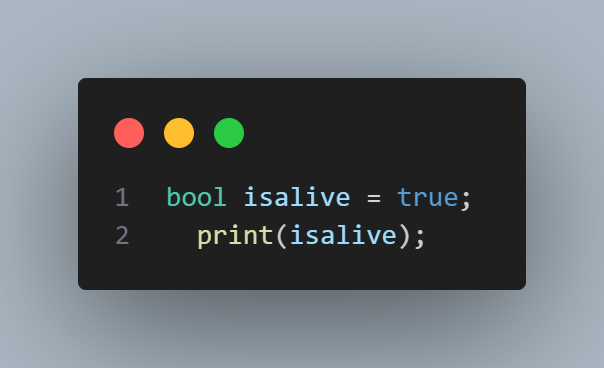 1 bool isalive = true;
2 print(isalive);